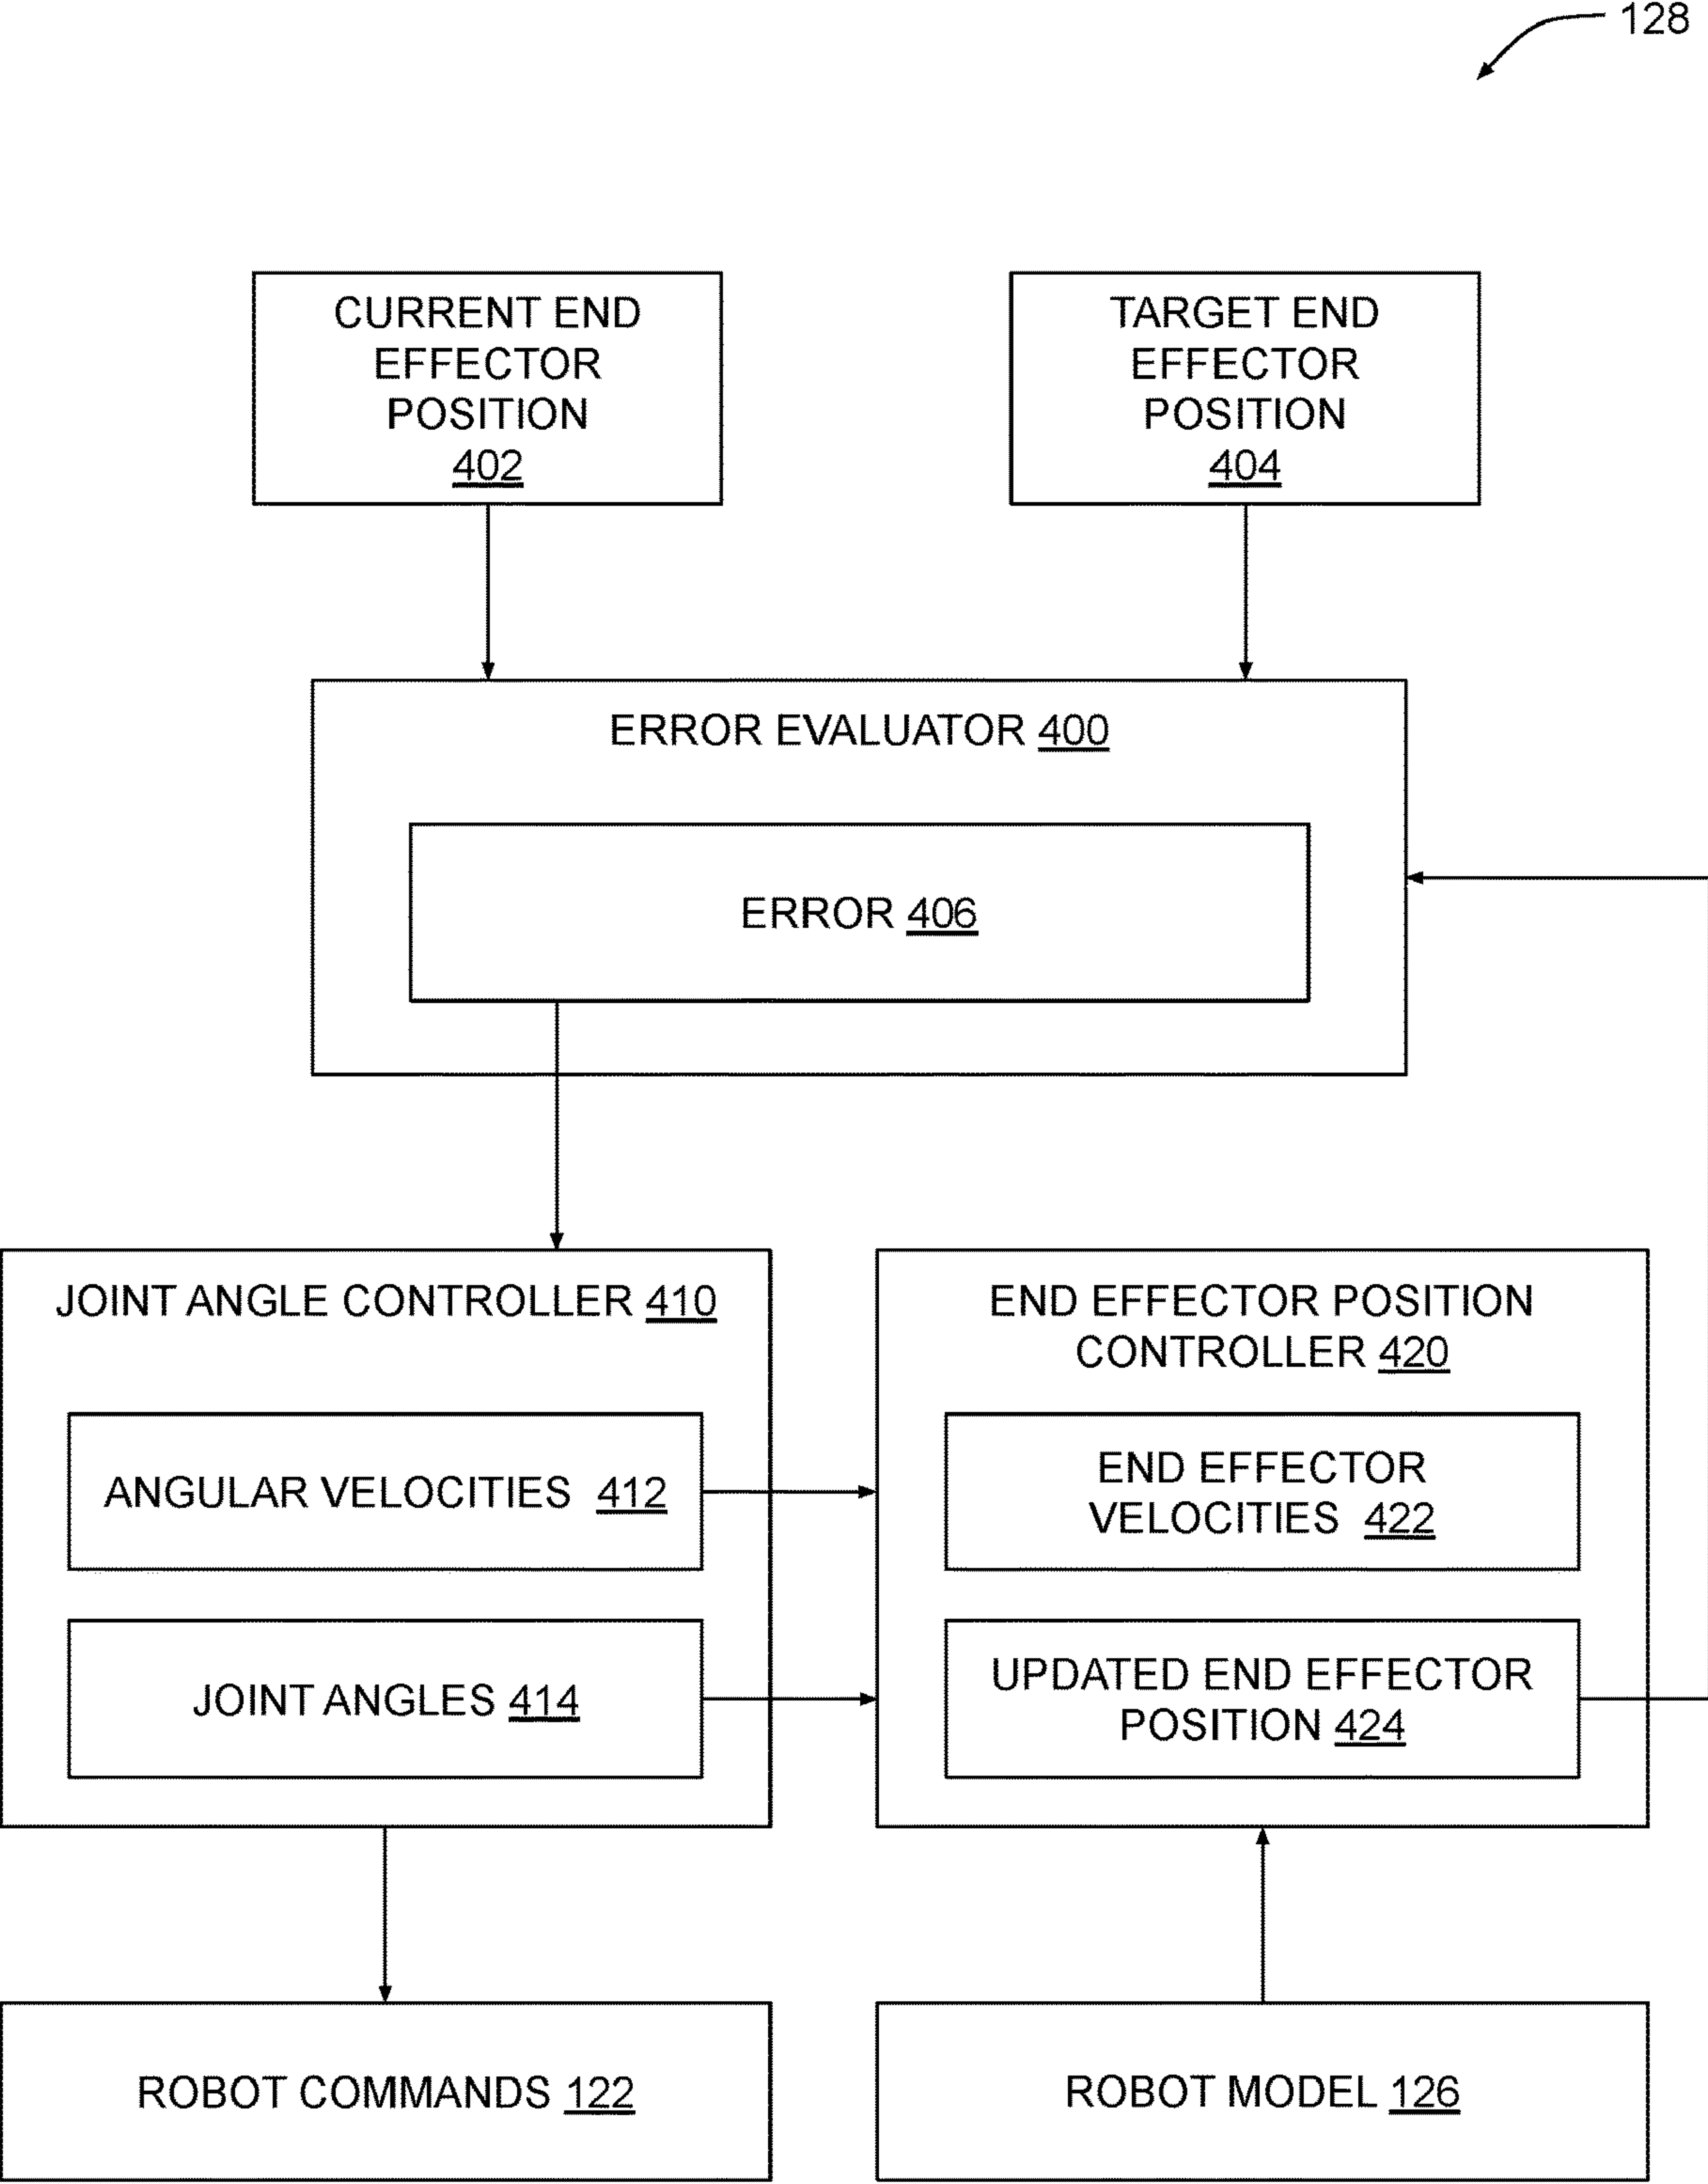 128
CURRENT END
EFFECTOR
POSITION
402
TARGET END
EFFECTOR
POSITION
404
ERROR EVALUATOR 400
ERROR 406
JOINT ANGLE CONTROLLER 410
ANGULAR VELOCITIES 412
JOINT ANGLES 414
END EFFECTOR POSITION
CONTROLLER 420
END EFFECTOR
VELOCITIES 422
UPDATED END EFFECTOR
POSITION 424
ROBOT COMMANDS 122
ROBOT MODEL 126